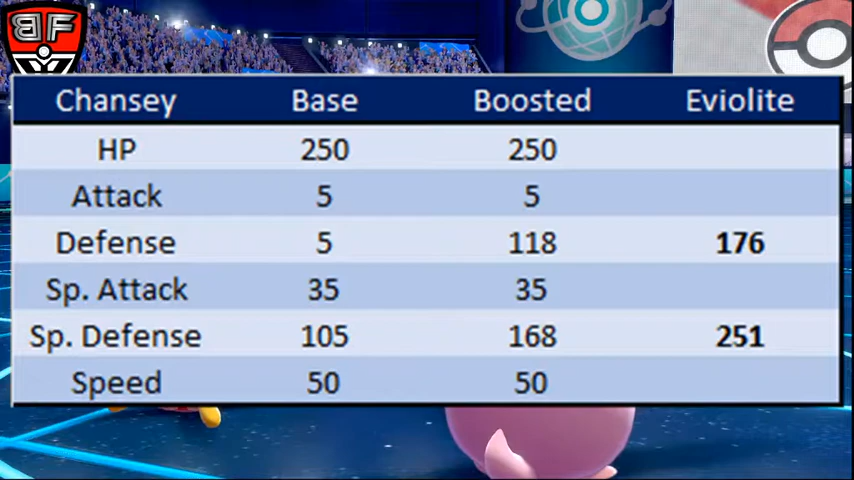 BF
Chansey Base Boosted Eviolite
HP 250 250
Attack 5 5
Defense 5 118 176
Sp. Attack 35 35
Sp. Defense 105 168 251
Speed 50 50